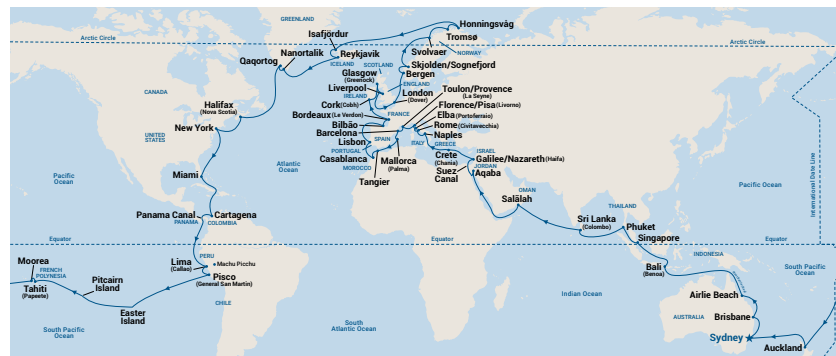 GREENLAND
Honningsvåg
Isafjördur
Tromsø
Arctic Circle
Arctic Circle
Nanortalik
Reykjavik
Svolvaer
NORWAY
Qaqortog
ICELAND
SCOTLAND
Skjolden/Sognefjord
Glasgow
(Greenock)
Bergen
CANADA
Liverpool
ENGLAND
Toulon/Provence
(La Seyne)
IRELAND
London
(Dover)
Halifax
(Nova Scotia)
Cork (Cobh)
Florence/Pisa (Livorno)
Bordeaux (Le Verdon)
FRANCE
Elba (Portoferraio)
New York
Bilbão
Rome (Civitavecchia)
UNITED
STATES
Barcelona
Naples
SPAIN
ITALY
Lisbon
GREECE
PORTUGAL
ISRAEL
Atlantic
Ocean
Casablanca
Mallorca
(Palma)
Crete
(Chania)
Galilee/Nazareth (Haifa)
MOROCCO
JORDAN
Suez
Canal
Aqaba
Miami
Tangier
Pacific
Ocean
Pacific
Ocean
International Date Line
OMAN
Salālah
THAILAND
Panama Canal
Cartagena
PANAMA
COLOMBIA
Sri Lanka
(Colombo)
Phuket
Singapore
Equator
Equator
Equator
Moorea
PERU
INDONESIA
Lima
(Callao)
Machu Picchu
Bali
(Benoa)
South Pacific
Ocean
FRENCH
POLYNESIA
Pisco
(General San Martin)
Pitcairn
Island
Tahiti
(Papeete)
Indian Ocean
Airlie Beach
CHILE
Easter
Island
AUSTRALIA
Brisbane
South
Atlantic Ocean
South Pacific
Ocean
Sydney
Auckland